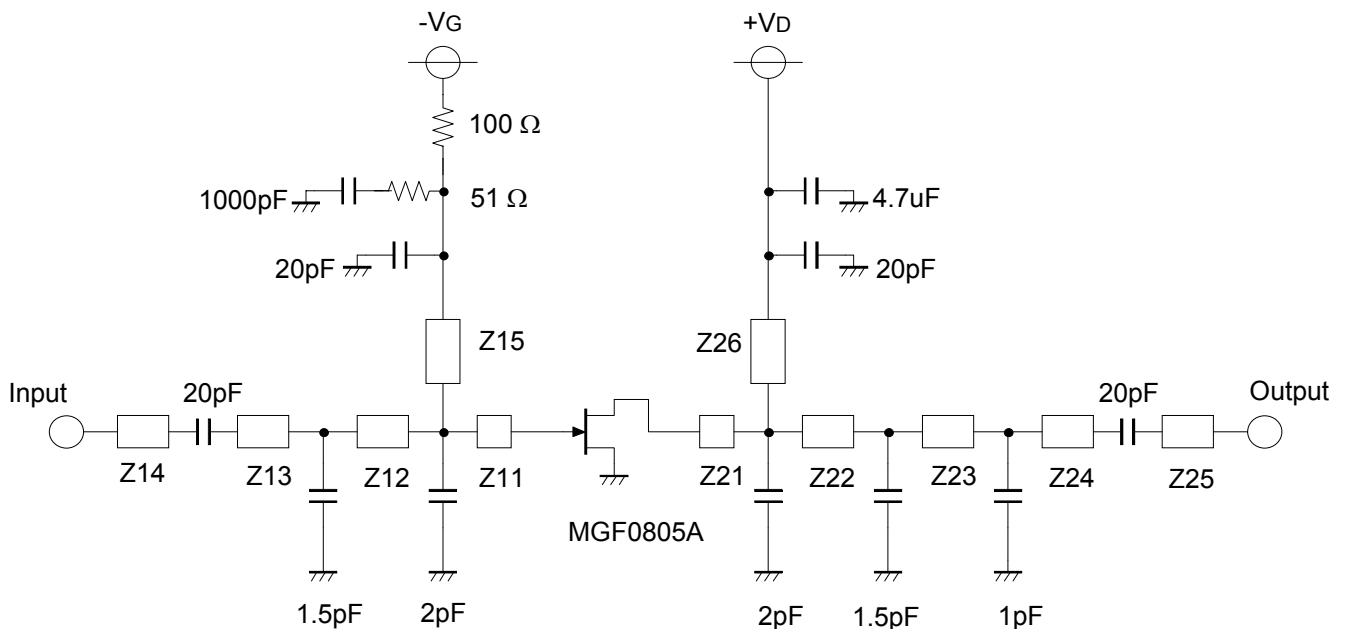 -VG
+VD
100 Ω
1000pF
51 Ω
4.7uF
20pF
20pF
Z15
Z26
Input
20pF
20pF
Output
Z14
Z13
Z12
Z11
Z21
Z22
Z23
Z24
Z25
MGF0805A
1.5pF
2pF
2pF
1.5pF
1pF